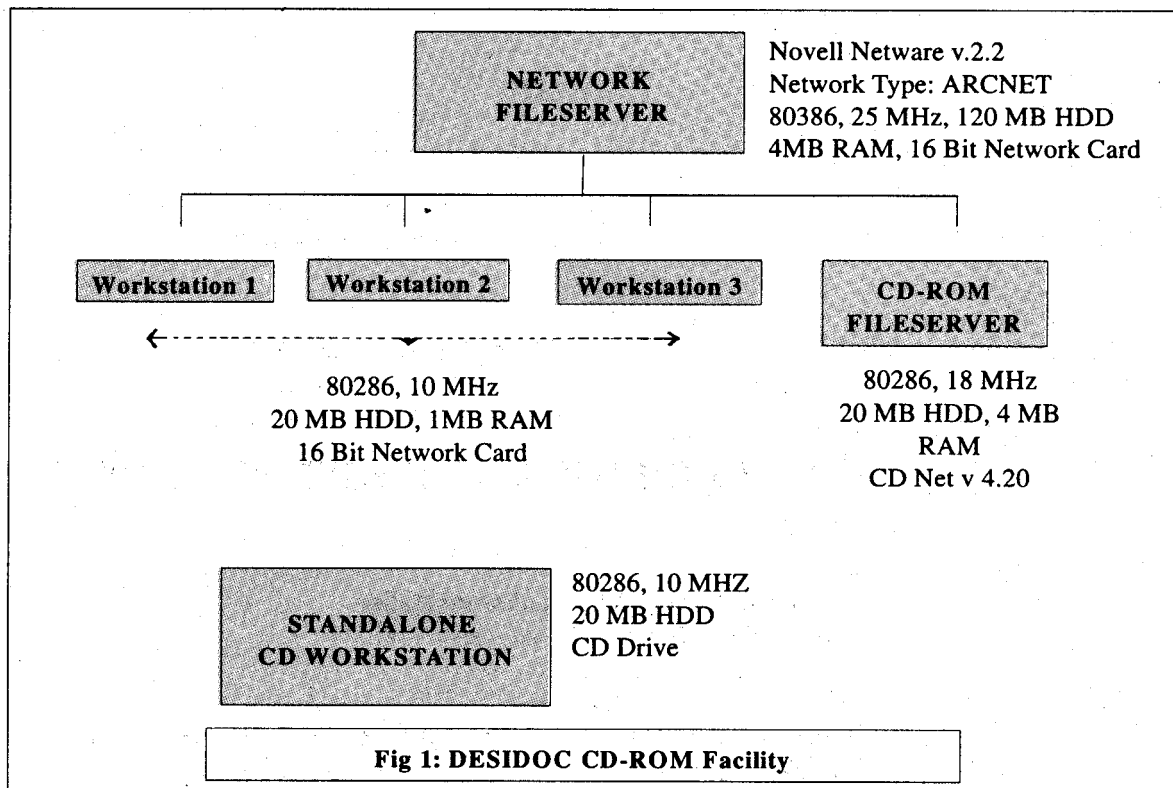 NETWORK
FILESERVER
Novell Netware v.2.2
Network Type: ARCNET
80386, 25 MHz, 120 MB HDD
4MB RAM, 16 Bit Network Card
Workstation 1
Workstation 2
Workstation 3
CD-ROM
FILESERVER
80286, 10 MHz
20 MB HDD, 1MB RAM
16 Bit Network Card
80286, 18 MHz
20 MB HDD, 4 MB
RAM
CD Net v 4.20
STANDALONE
CD WORKSTATION
80286, 10 MHZ
20 MB HDD
CD Drive
Fig 1: DESIDOC CD-ROM Facility